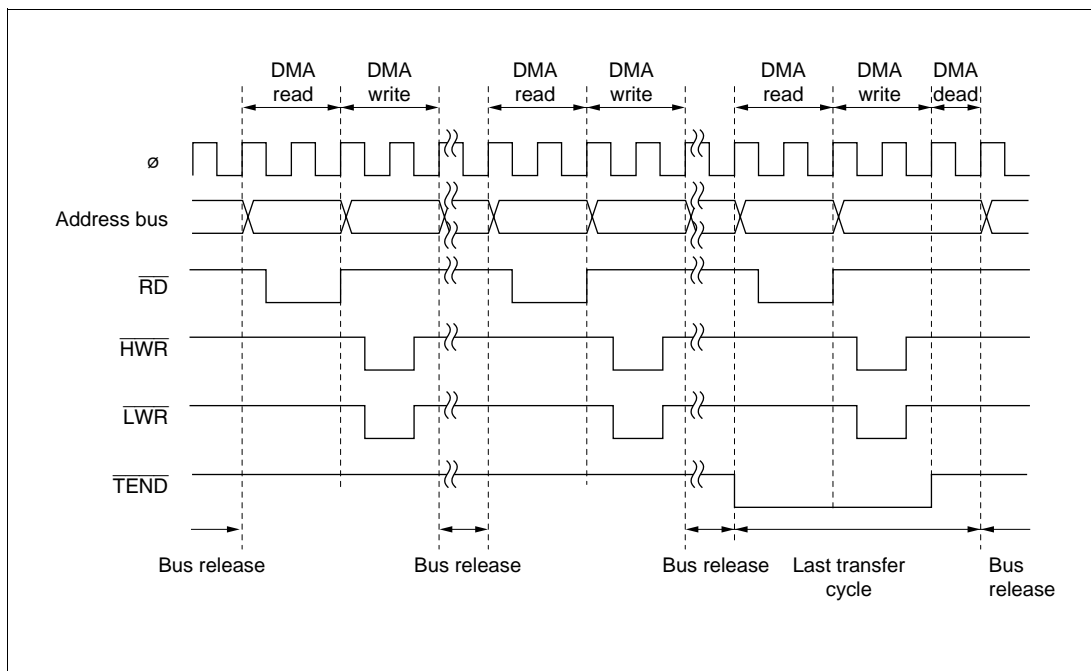 DMA read
DMA write
DMA read
DMA write
DMA read
DMA write
DMA dead
ø
Address bus
RD
HWR
LWR
TEND
Bus release
Bus release
Bus release
Last transfer cycle
Bus release